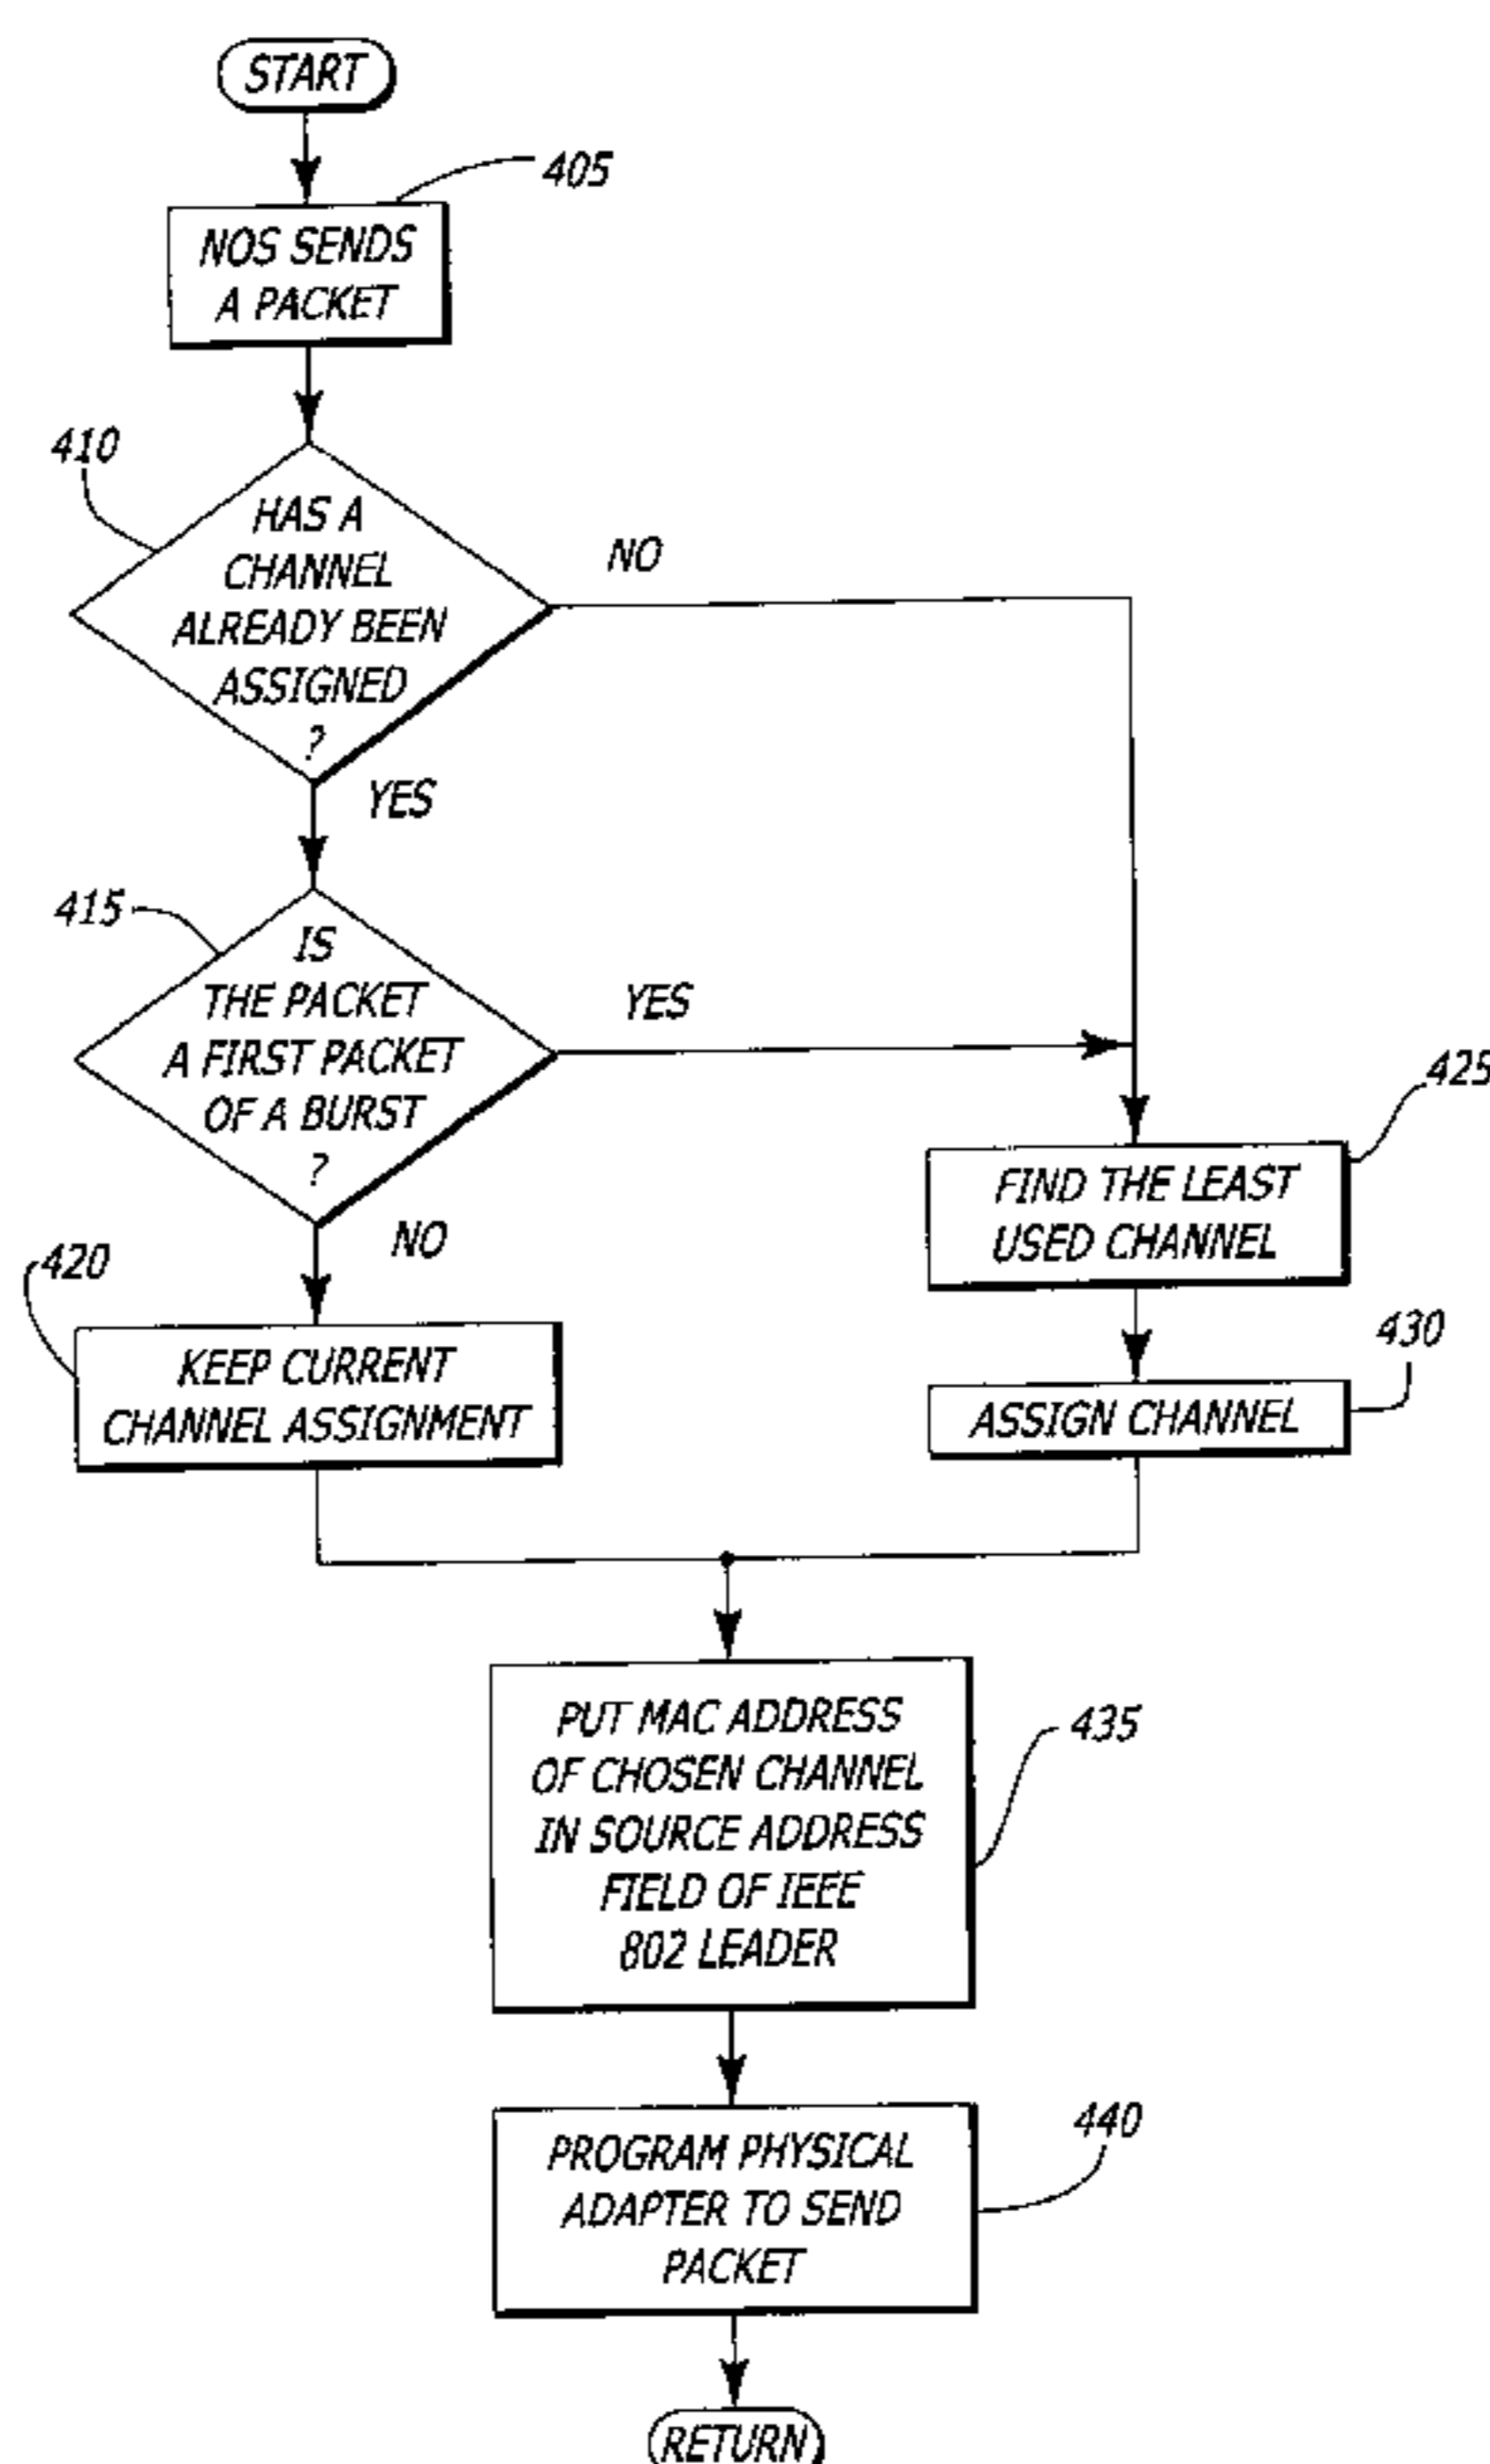 START
405
NOS SENDS
A PACKET
410
HAS A
CHANNEL
ALREADY BEEN
ASSIGNED
?
NO
YES
415
IS
THE PACKET
A FIRST PACKET
OF A BURST
?
YES
NO
425
FIND THE LEAST
USED CHANNEL
420
KEEP CURRENT
CHANNEL ASSIGNMENT
430
ASSIGN CHANNEL
PUT MAC ADDRESS
OF CHOSEN CHANNEL
IN SOURCE ADDRESS
FIELD OF IEEE
802 LEADER
435
PROGRAM PHYSICAL
ADAPTER TO SEND
PACKET
440
RETURN